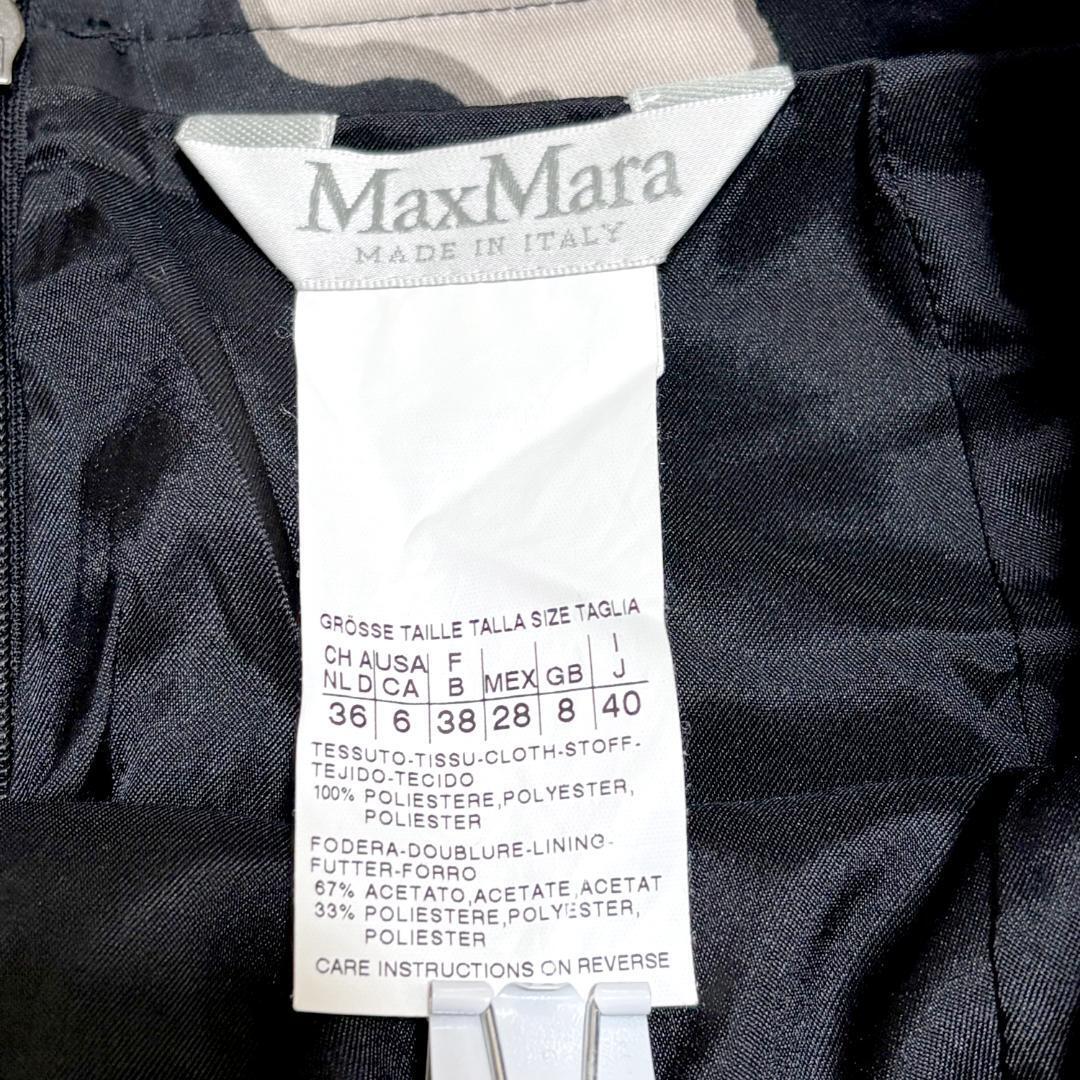 MaxMara
MADE IN ITALY
GRÖSSE TAILLE TALLA SIZE TAGLIA
CH A USA F MEX GB I
NL D CA B J
36 6 38 28 8 40
TESSUTO-TISSU-CLOTH-STOFF-
TEJIDO-TECIDO
100% POLIESTERE,POLYESTER,
POLIESTER
FODERA-DOUBLURE-LINING-
FUTTER-FORRO
67% ACETATO,ACETATE,ACETAT
33% POLIESTERE,POLYESTER,
POLIESTER
CARE INSTRUCTIONS ON REVERSE